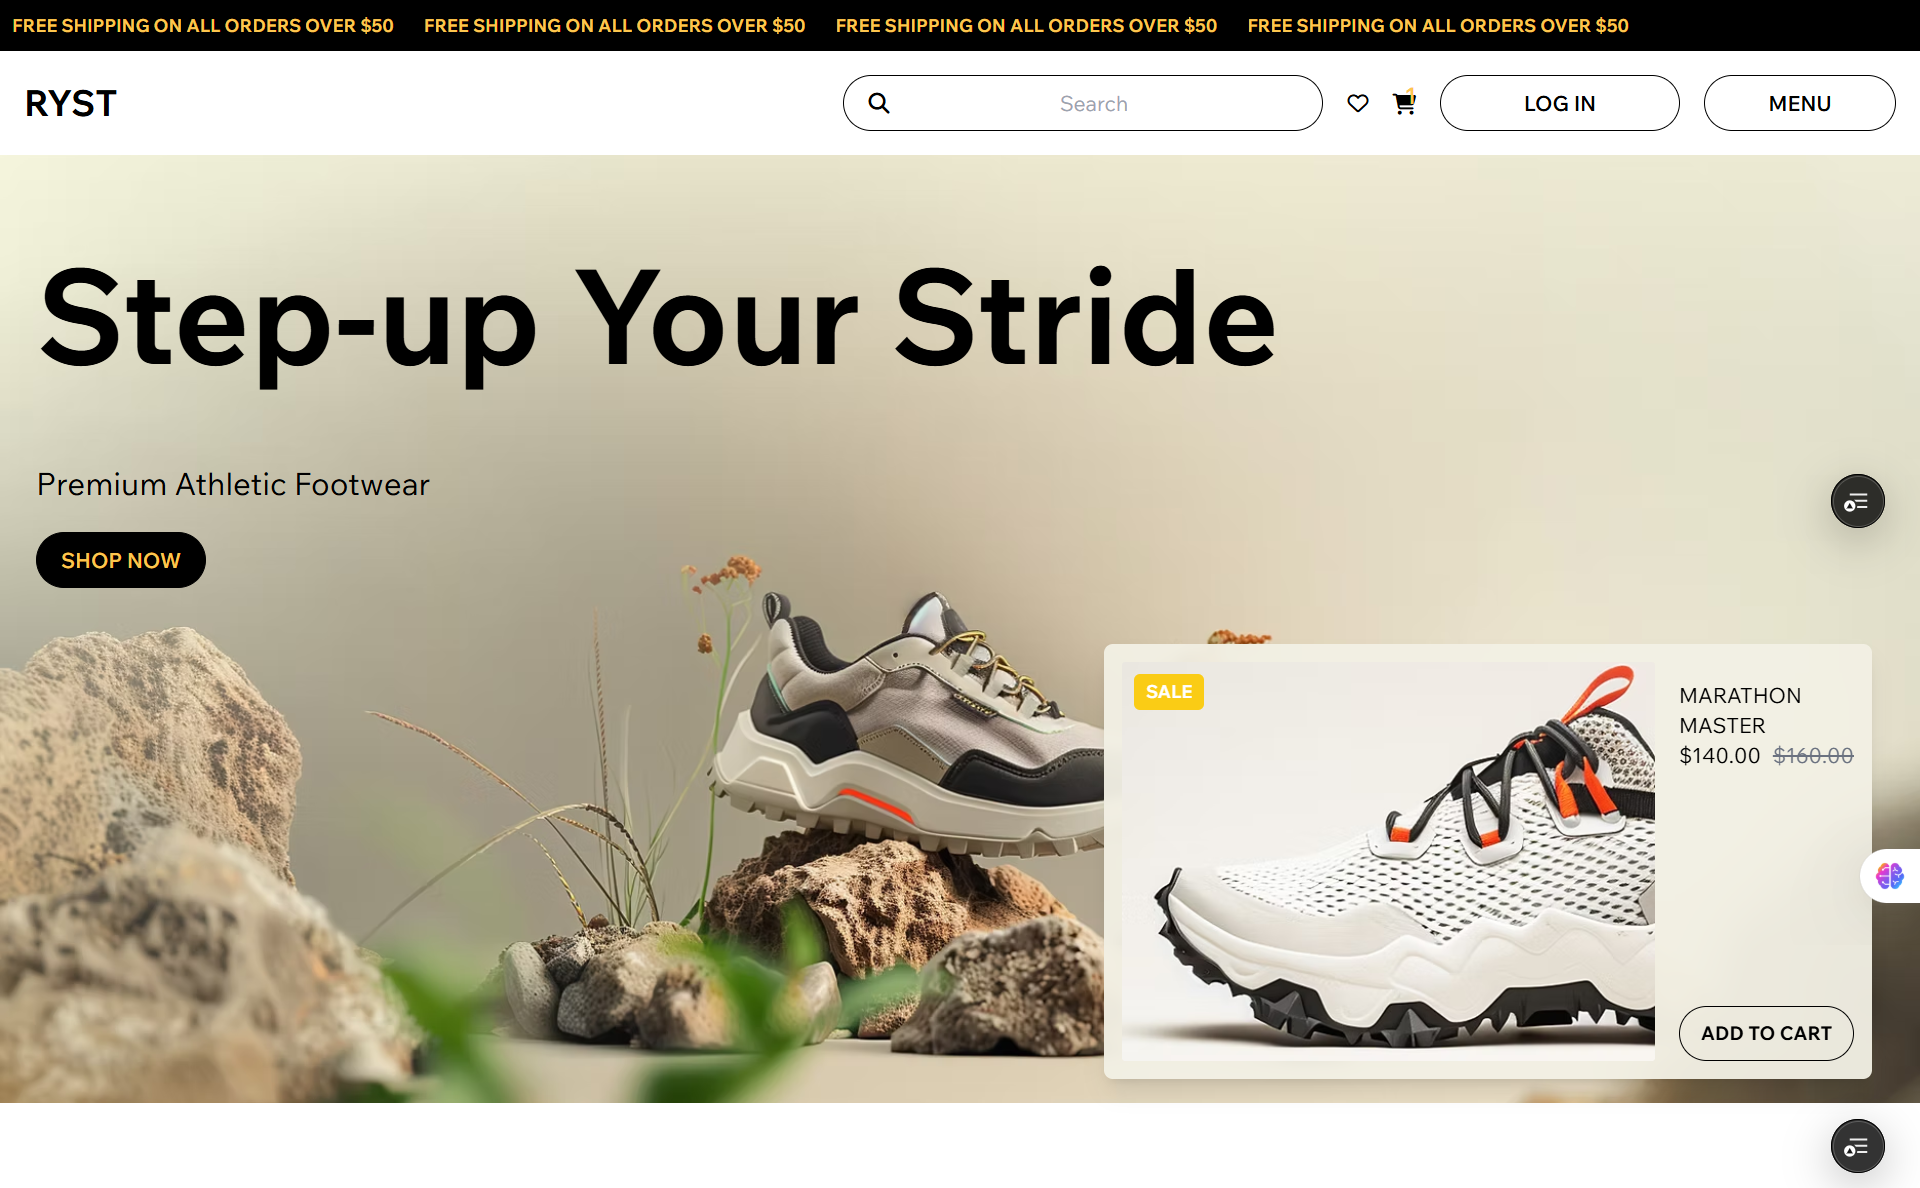 FREE SHIPPING ON ALL ORDERS OVER $50 FREE SHIPPING ON ALL ORDERS OVER $50 FREE SHIPPING ON ALL ORDERS OVER $50 FREE SHIPPING ON ALL ORDERS OVER $50
RYST
Search
1
LOG IN
MENU
Step-up Your Stride
Premium Athletic Footwear
SHOP NOW
SALE
MARATHON
MASTER
$140.00 $160.00
ADD TO CART